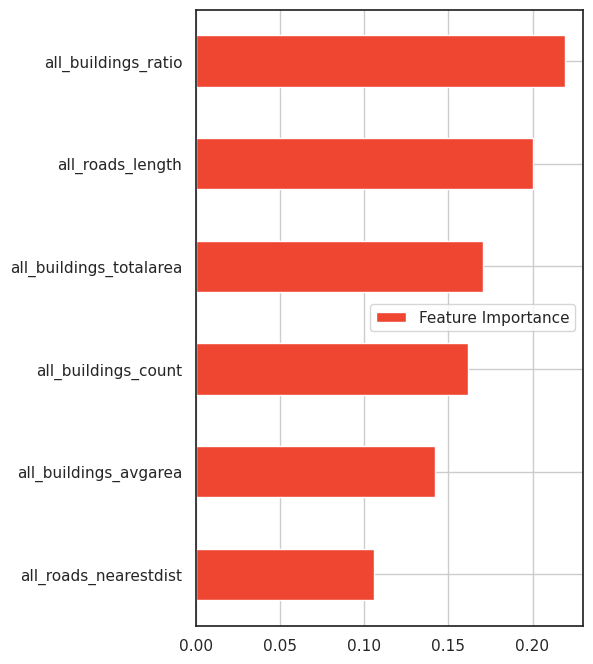 all_buildings_ratio
all_roads_length
all_buildings_totalarea
Feature Importance
all_buildings_count
all_buildings_avgarea
all_roads_nearestdist
0.00 0.05 0.10 0.15 0.20